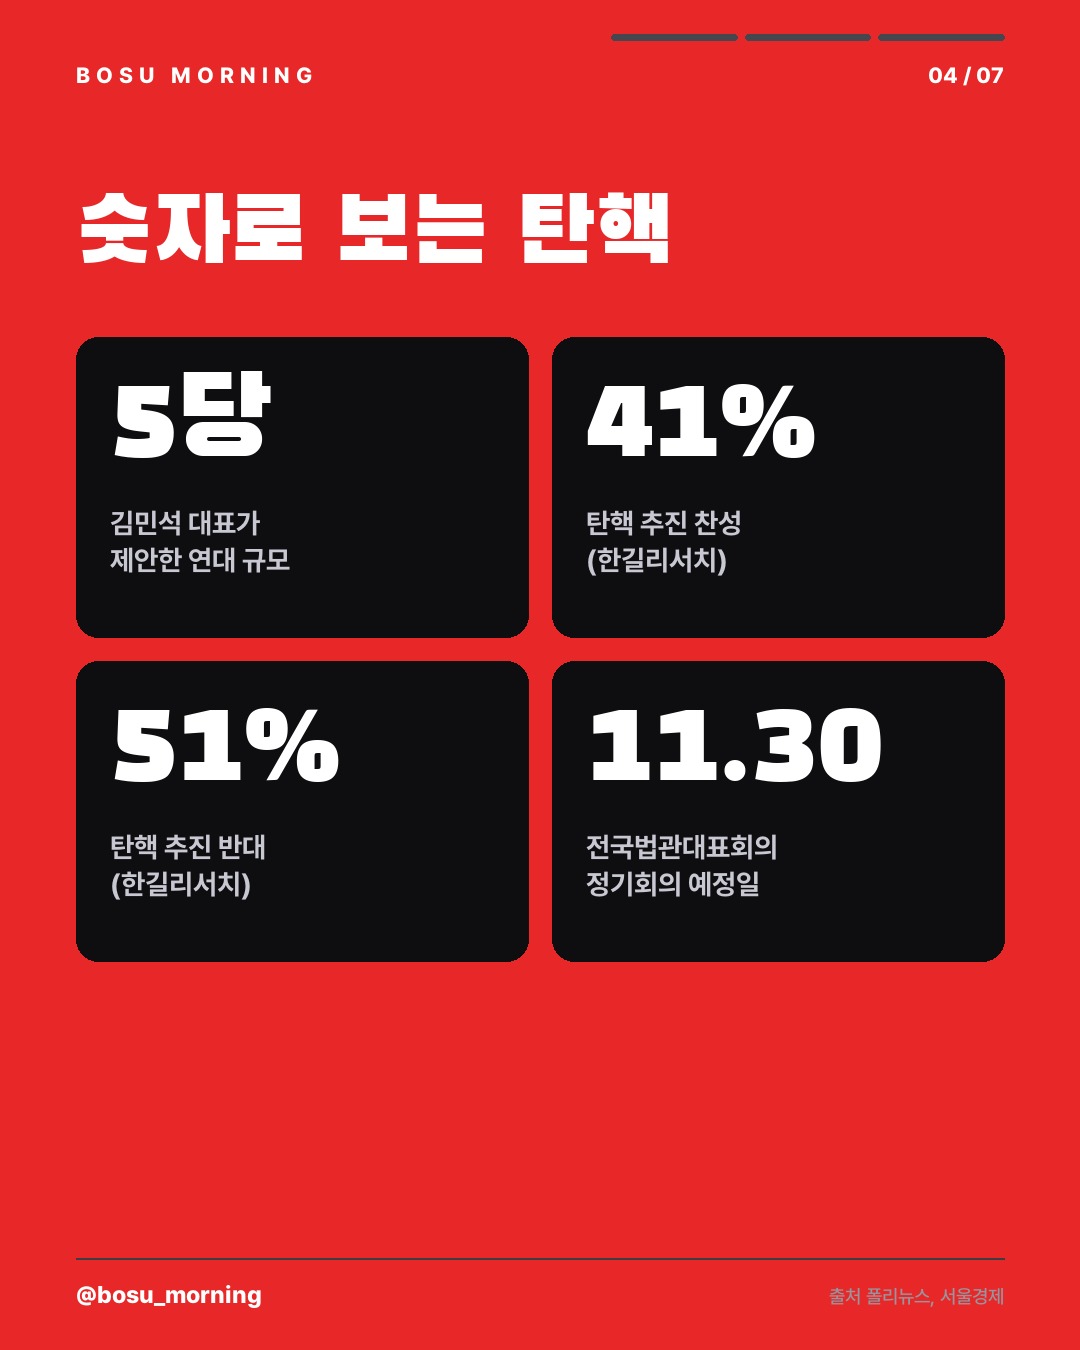 BOSU MORNING
04 / 07
숫자로 보는 탄핵
5당
김민석 대표가
제안한 연대 규모
41%
탄핵 추진 찬성
(한길리서치)
51%
탄핵 추진 반대
(한길리서치)
11.30
전국법관대표회의
정기회의 예정일
@bosu_morning
출처 폴리뉴스, 서울경제